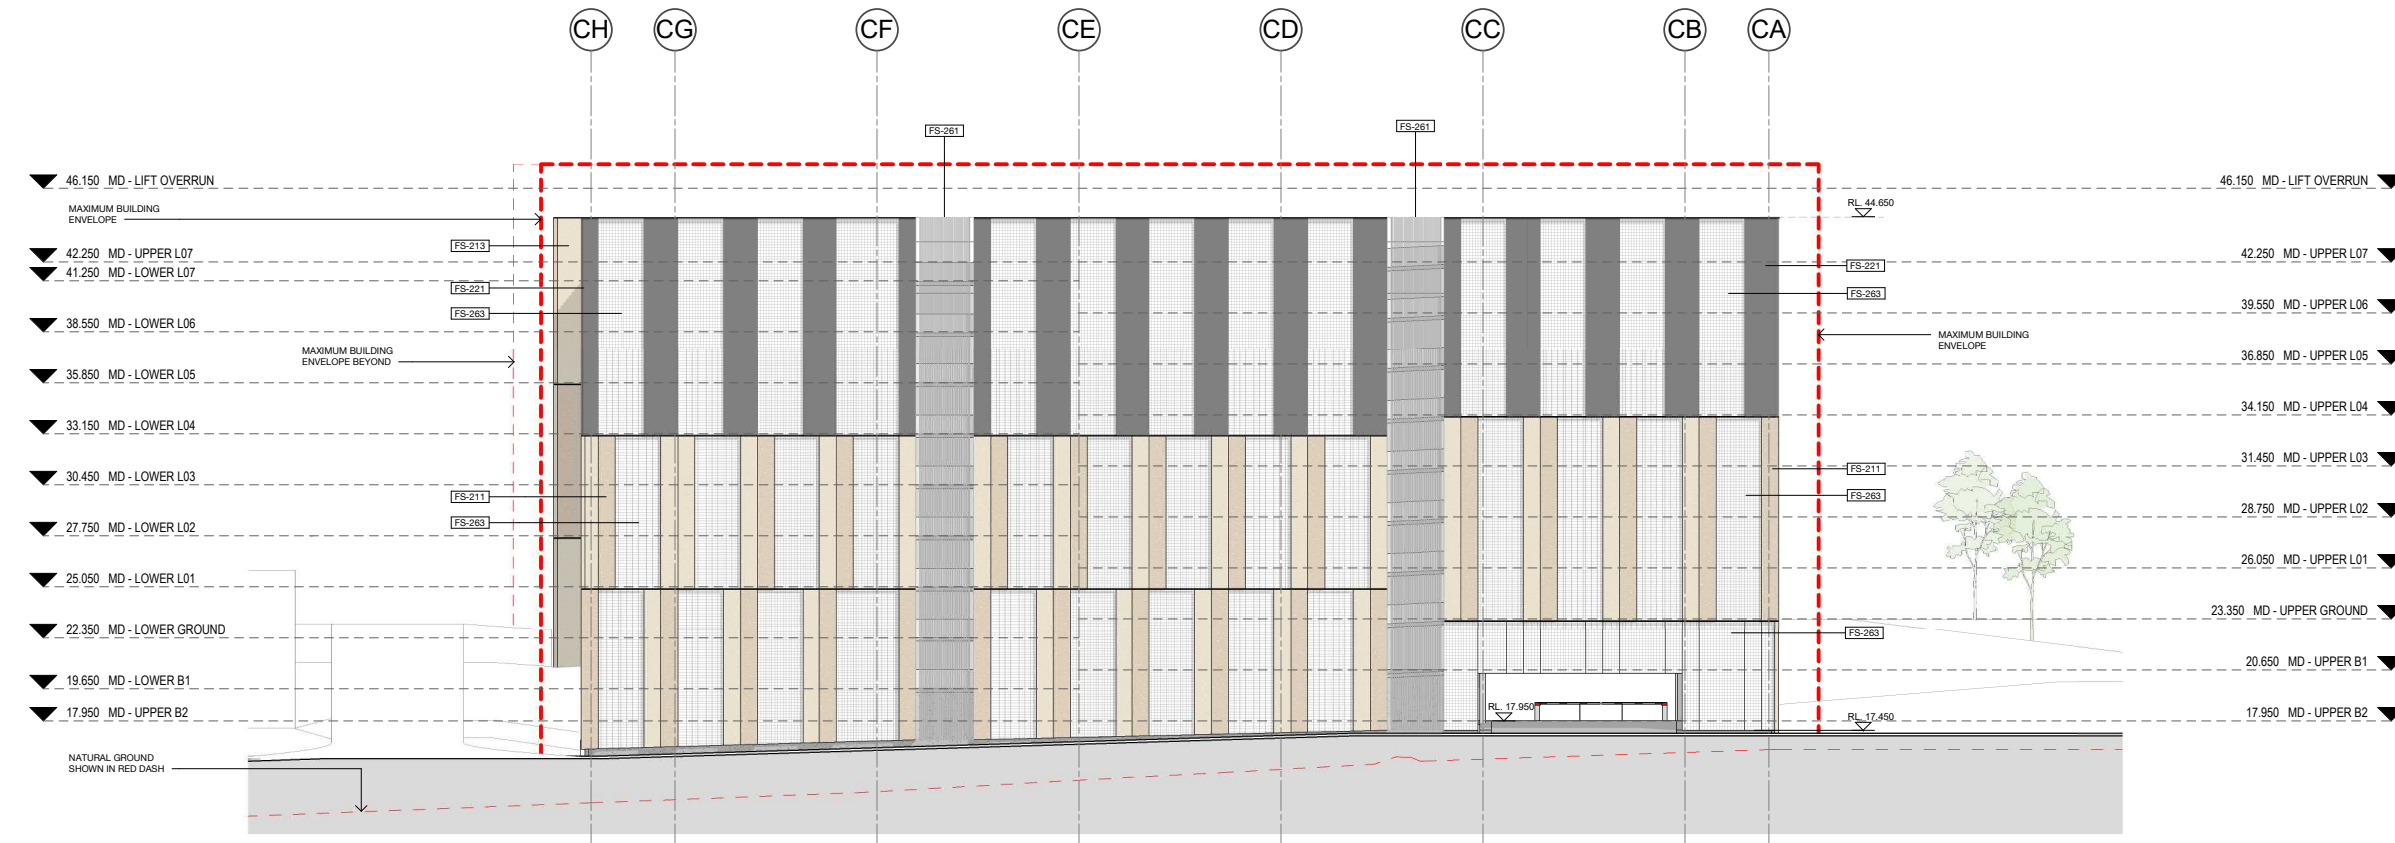 CH CG CF CE CD CC CB CA
FS-261
FS-261
46.150 MD - LIFT OVERRUN
46.150 MD - LIFT OVERRUN
MAXIMUM BUILDING
ENVELOPE
RL. 44.650
FS-213
42.250 MD - UPPER L07
42.250 MD - UPPER L07
41.250 MD - LOWER L07
FS-221
FS-221
FS-263
FS-263
39.550 MD - UPPER L06
38.550 MD - LOWER L06
MAXIMUM BUILDING
ENVELOPE
MAXIMUM BUILDING
ENVELOPE BEYOND
36.850 MD - UPPER L05
35.850 MD - LOWER L05
34.150 MD - UPPER L04
33.150 MD - LOWER L04
31.450 MD - UPPER L03
FS-211
30.450 MD - LOWER L03
FS-211
FS-263
28.750 MD - UPPER L02
FS-263
27.750 MD - LOWER L02
26.050 MD - UPPER L01
25.050 MD - LOWER L01
23.350 MD - UPPER GROUND
22.350 MD - LOWER GROUND
FS-263
20.650 MD - UPPER B1
19.650 MD - LOWER B1
RL. 17.950
17.950 MD - UPPER B2
17.950 MD - UPPER B2
RL. 17.450
NATURAL GROUND
SHOWN IN RED DASH